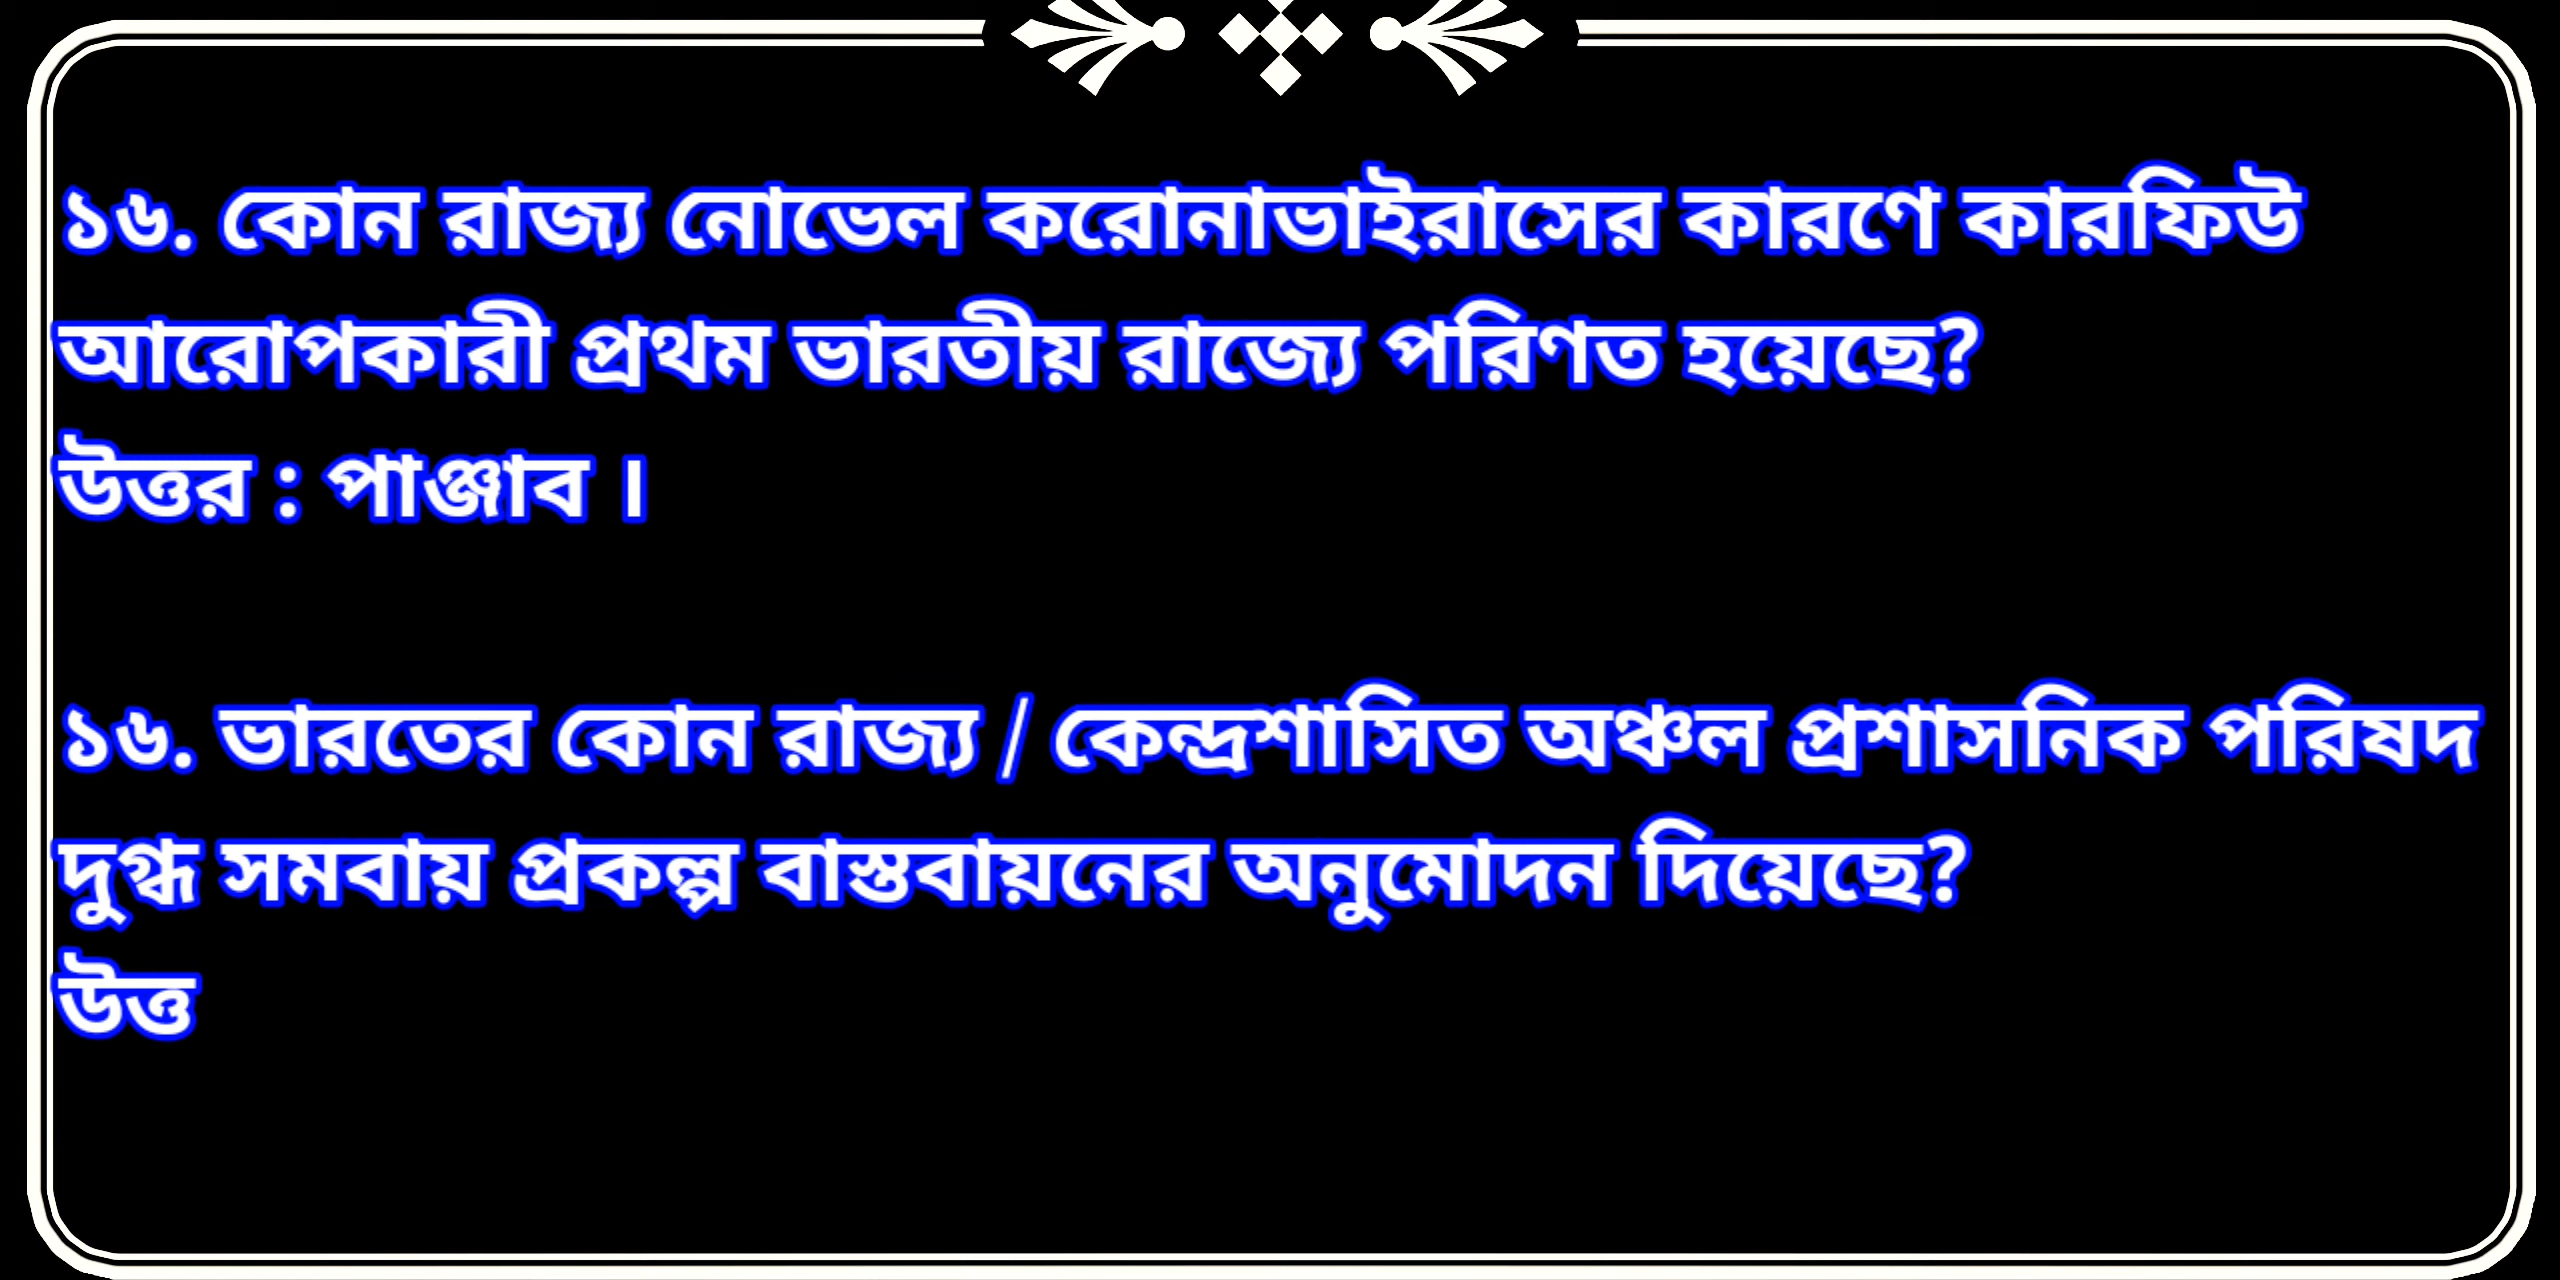 ১৬. কোন রাজ্য নোভেল করোনাভাইরাসের কারণে কারফিউ
আরোপকারী প্রথম ভারতীয় রাজ্যে পরিণত হয়েছে?
উত্তর : পাঞ্জাব ।
১৬. ভারতের কোন রাজ্য / কেন্দ্রশাসিত অঞ্চল প্রশাসনিক পরিষদ
দুগ্ধ সমবায় প্রকল্প বাস্তবায়নের অনুমোদন দিয়েছে?
উত্ত